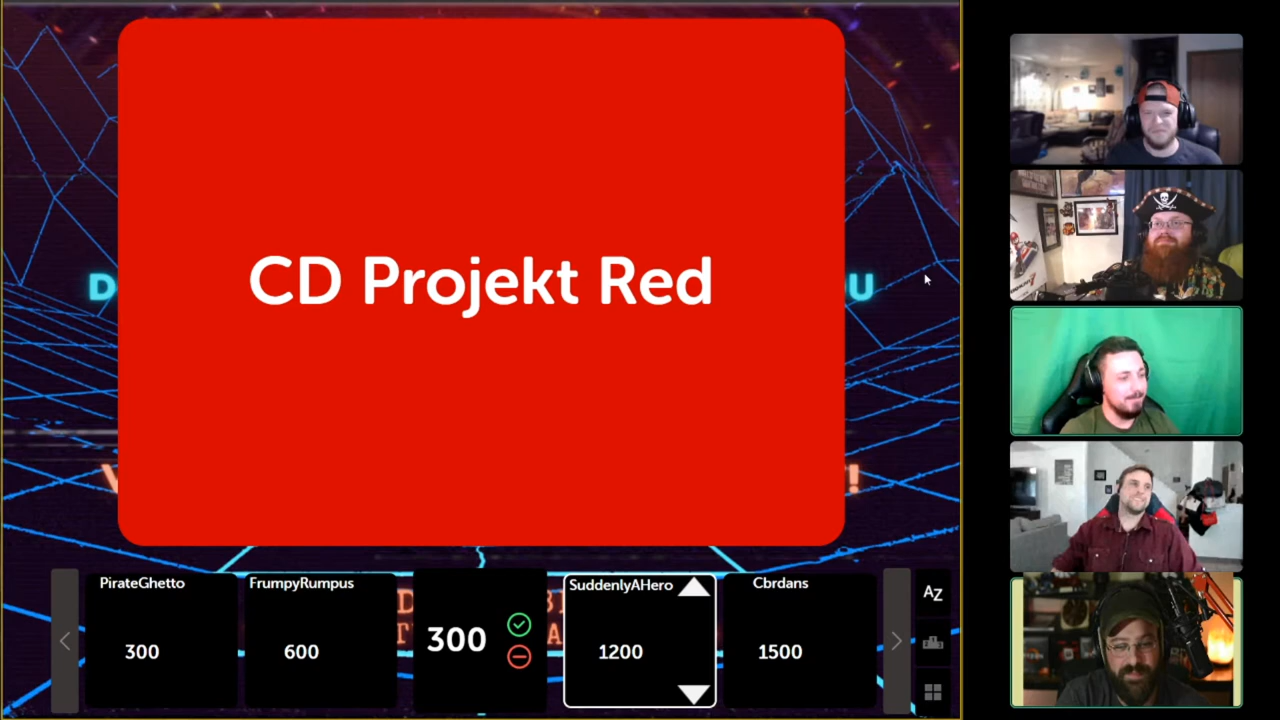 CD Projekt Red
D
U
!
PirateGhetto
FrumpyRumpus
SuddenlyAHero
Cbrdans
300
600
300
1200
1500
AZ